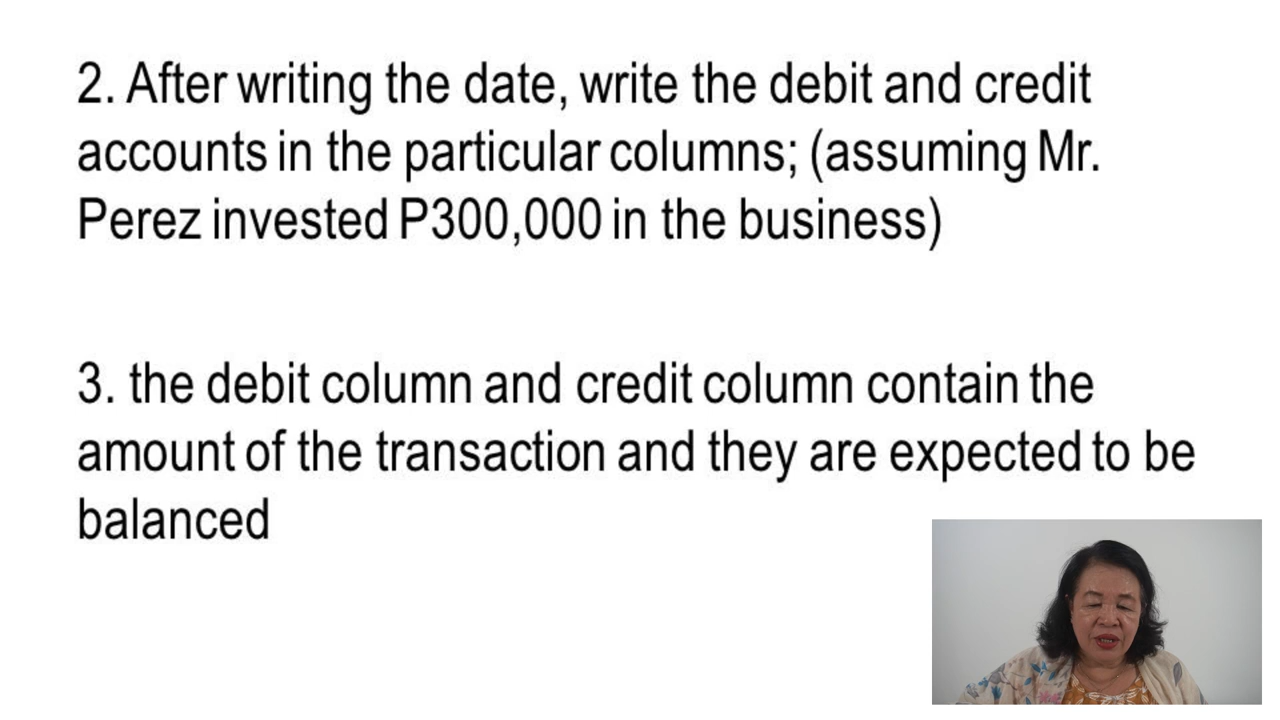 2. After writing the date, write the debit and credit
accounts in the particular columns; (assuming Mr.
Perez invested P300,000 in the business)
3. the debit column and credit column contain the
amount of the transaction and they are expected to be
balanced